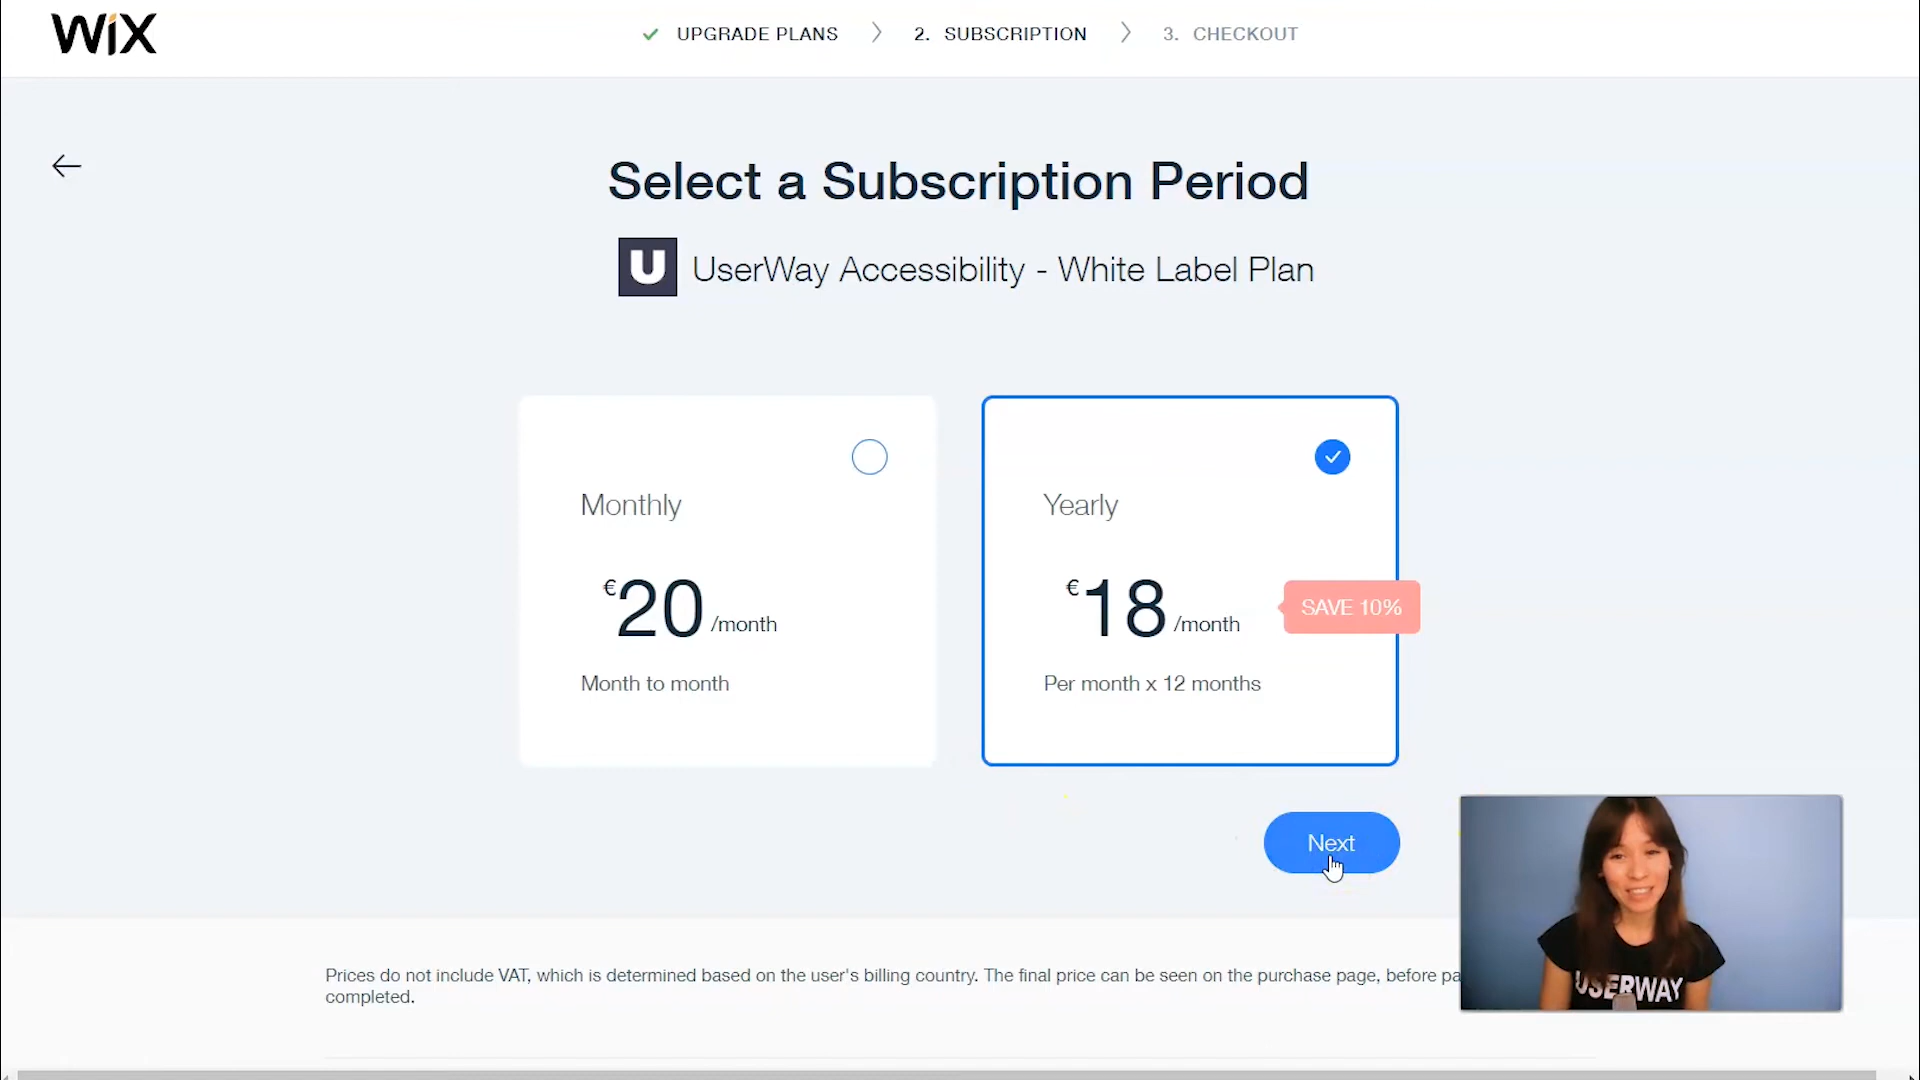 WiX
UPGRADE PLANS
2. SUBSCRIPTION
3. CHECKOUT
Select a Subscription Period
U
UserWay Accessibility - White Label Plan
Monthly
€20/month
Month to month
Yearly
€18/month
SAVE 10%
Per month x 12 months
Next
Prices do not include VAT, which is determined based on the user's billing country. The final price can be seen on the purchase page, before
completed.
USERWAY